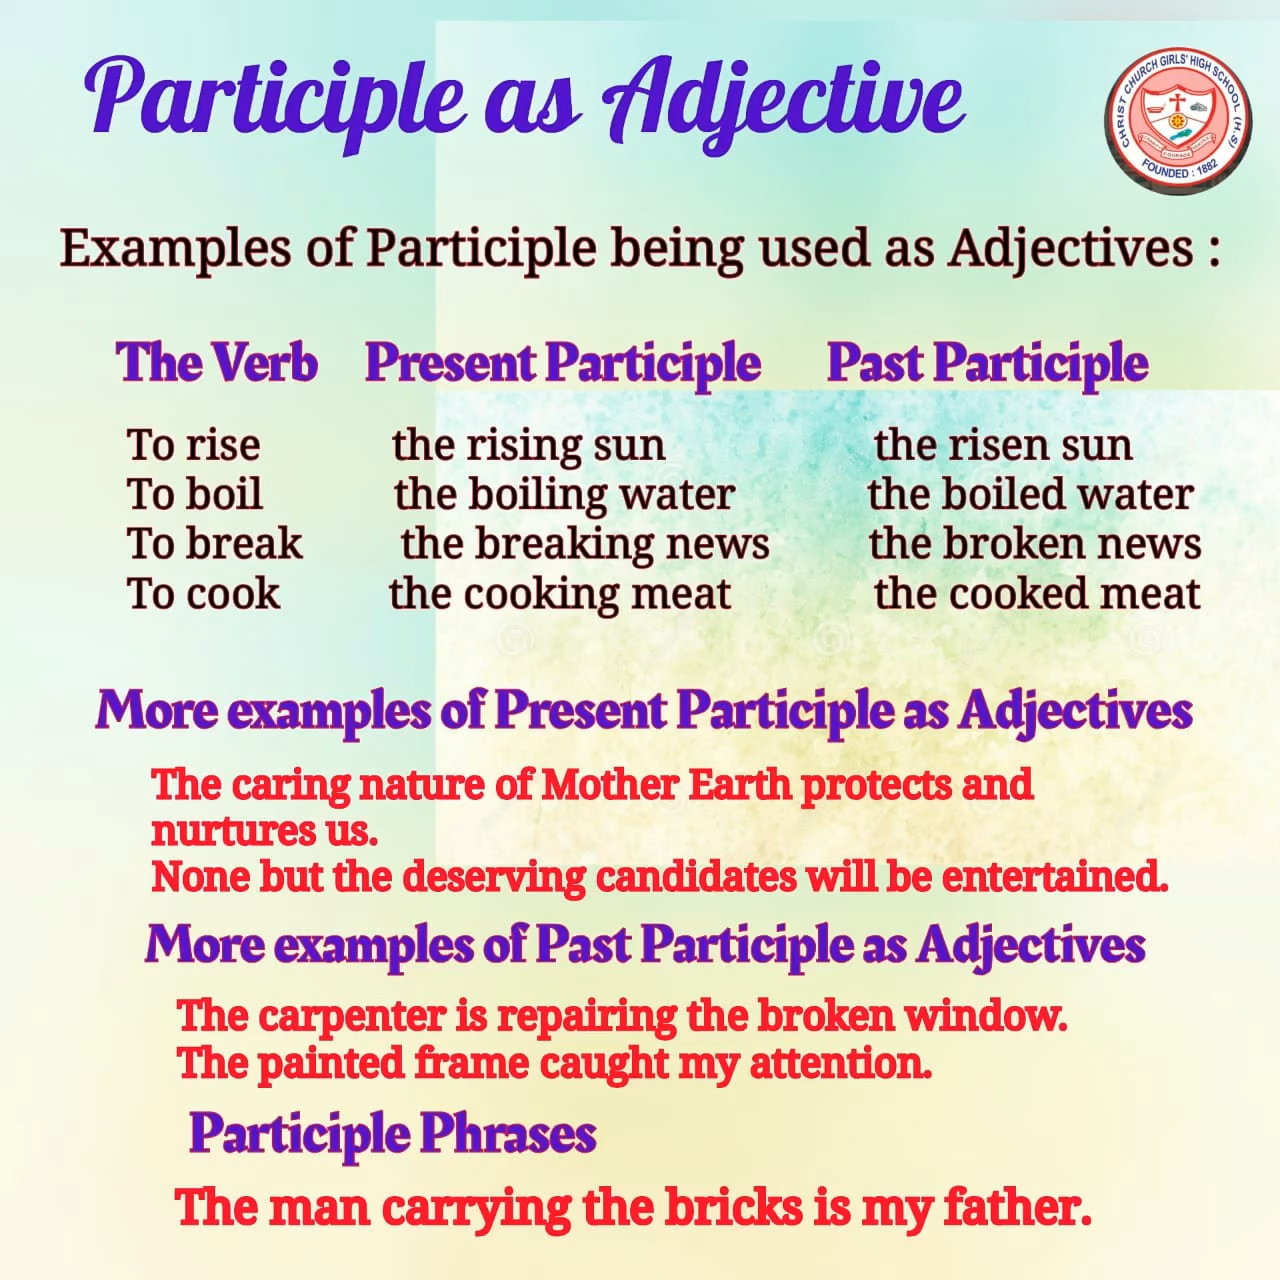 Participle as Adjective
CHRIST CHURCH GIRLS' HIGH SCHOOL (H.S)
FOUNDED : 1882
Examples of Participle being used as Adjectives :
The Verb Present Participle Past Participle
To rise the rising sun the risen sun
To boil the boiling water the boiled water
To break the breaking news the broken news
To cook the cooking meat the cooked meat
More examples of Present Participle as Adjectives
The caring nature of Mother Earth protects and
nurtures us.
None but the deserving candidates will be entertained.
More examples of Past Participle as Adjectives
The carpenter is repairing the broken window.
The painted frame caught my attention.
Participle Phrases
The man carrying the bricks is my father.